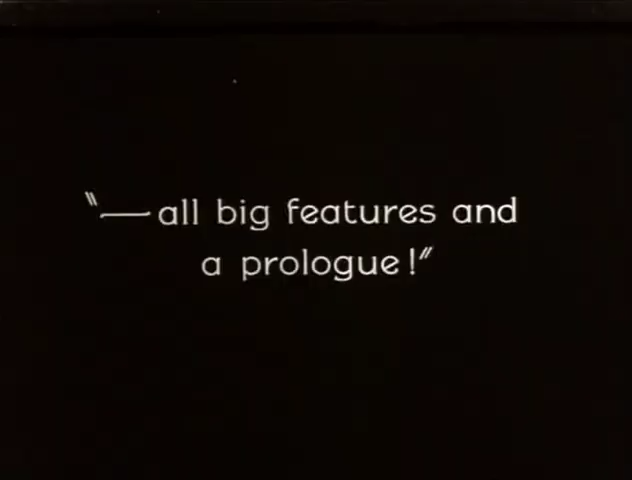 "—all big features and
a prologue!"